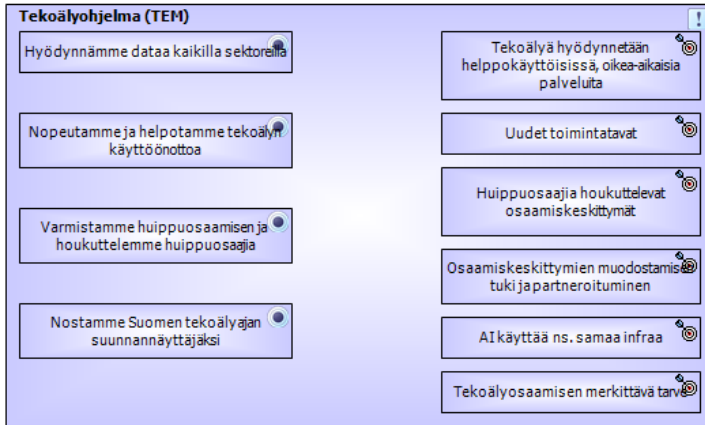 Tekoälyohjelma (TEM)
!
Hyödynnämme dataa kaikilla sektoreilla
Nopeutamme ja helpotamme tekoälyn
käyttöönottoa
Varmistamme huippuosaamisen ja
houkuttelemme huippuosaajia
Nostamme Suomen tekoälyajan
suunnannäyttäjäksi
Tekoälyä hyödynnetään
helppokäyttöisissä, oikea-aikaisia
palveluita
Uudet toimintatavat
Huippuosaajia houkuttelevat
osaamiskeskittymät
Osaamiskeskittymien muodostamisen
tuki ja partneroituminen
AI käyttää ns. samaa infraa
Tekoälyosaamisen merkittävä tarve